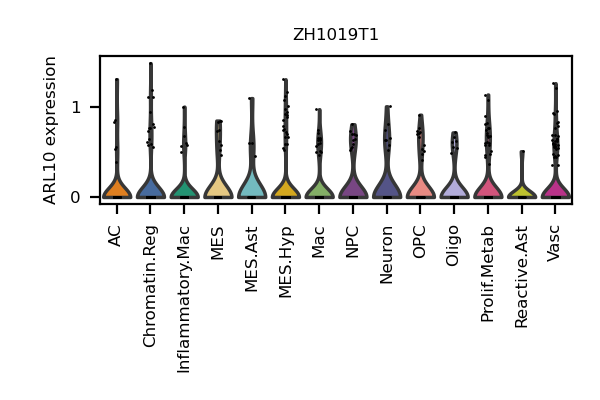 ZH1019T1
ARL10 expression
1
0
AC
Chromatin.Reg
Inflammatory.Mac
MES
MES.Ast
MES.Hyp
Mac
NPC
Neuron
OPC
Oligo
Prolif.Metab
Reactive.Ast
Vasc